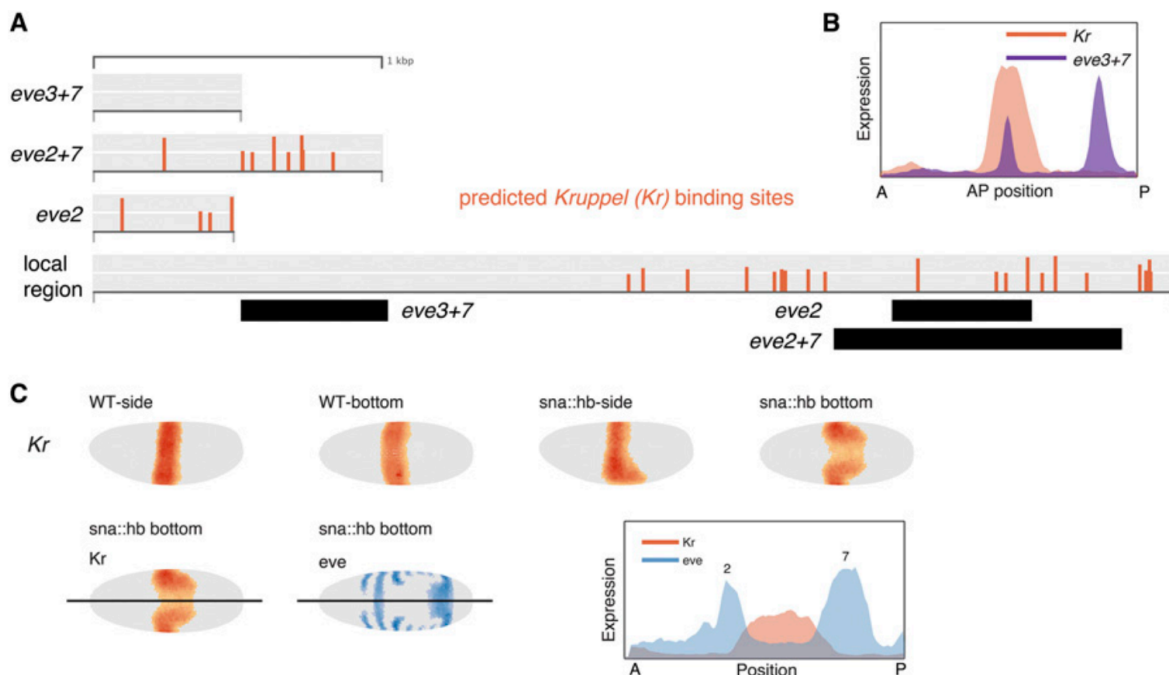 A
1 kbp
eve3+7
eve2+7
eve2
predicted Kruppel (Kr) binding sites
local
region
eve3+7
eve2
eve2+7
B
Kr
eve3+7
Expression
A
AP position
P
C
WT-side
WT-bottom
sna::hb-side
sna::hb bottom
Kr
sna::hb bottom
Kr
sna::hb bottom
eve
Kr
eve
2
7
Expression
A
Position
P